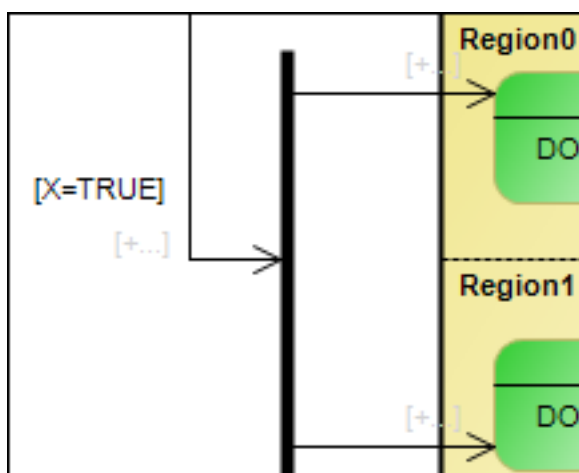 Region0
[+...]
DO
[X=TRUE]
[+...]
Region1
[+...]
DO